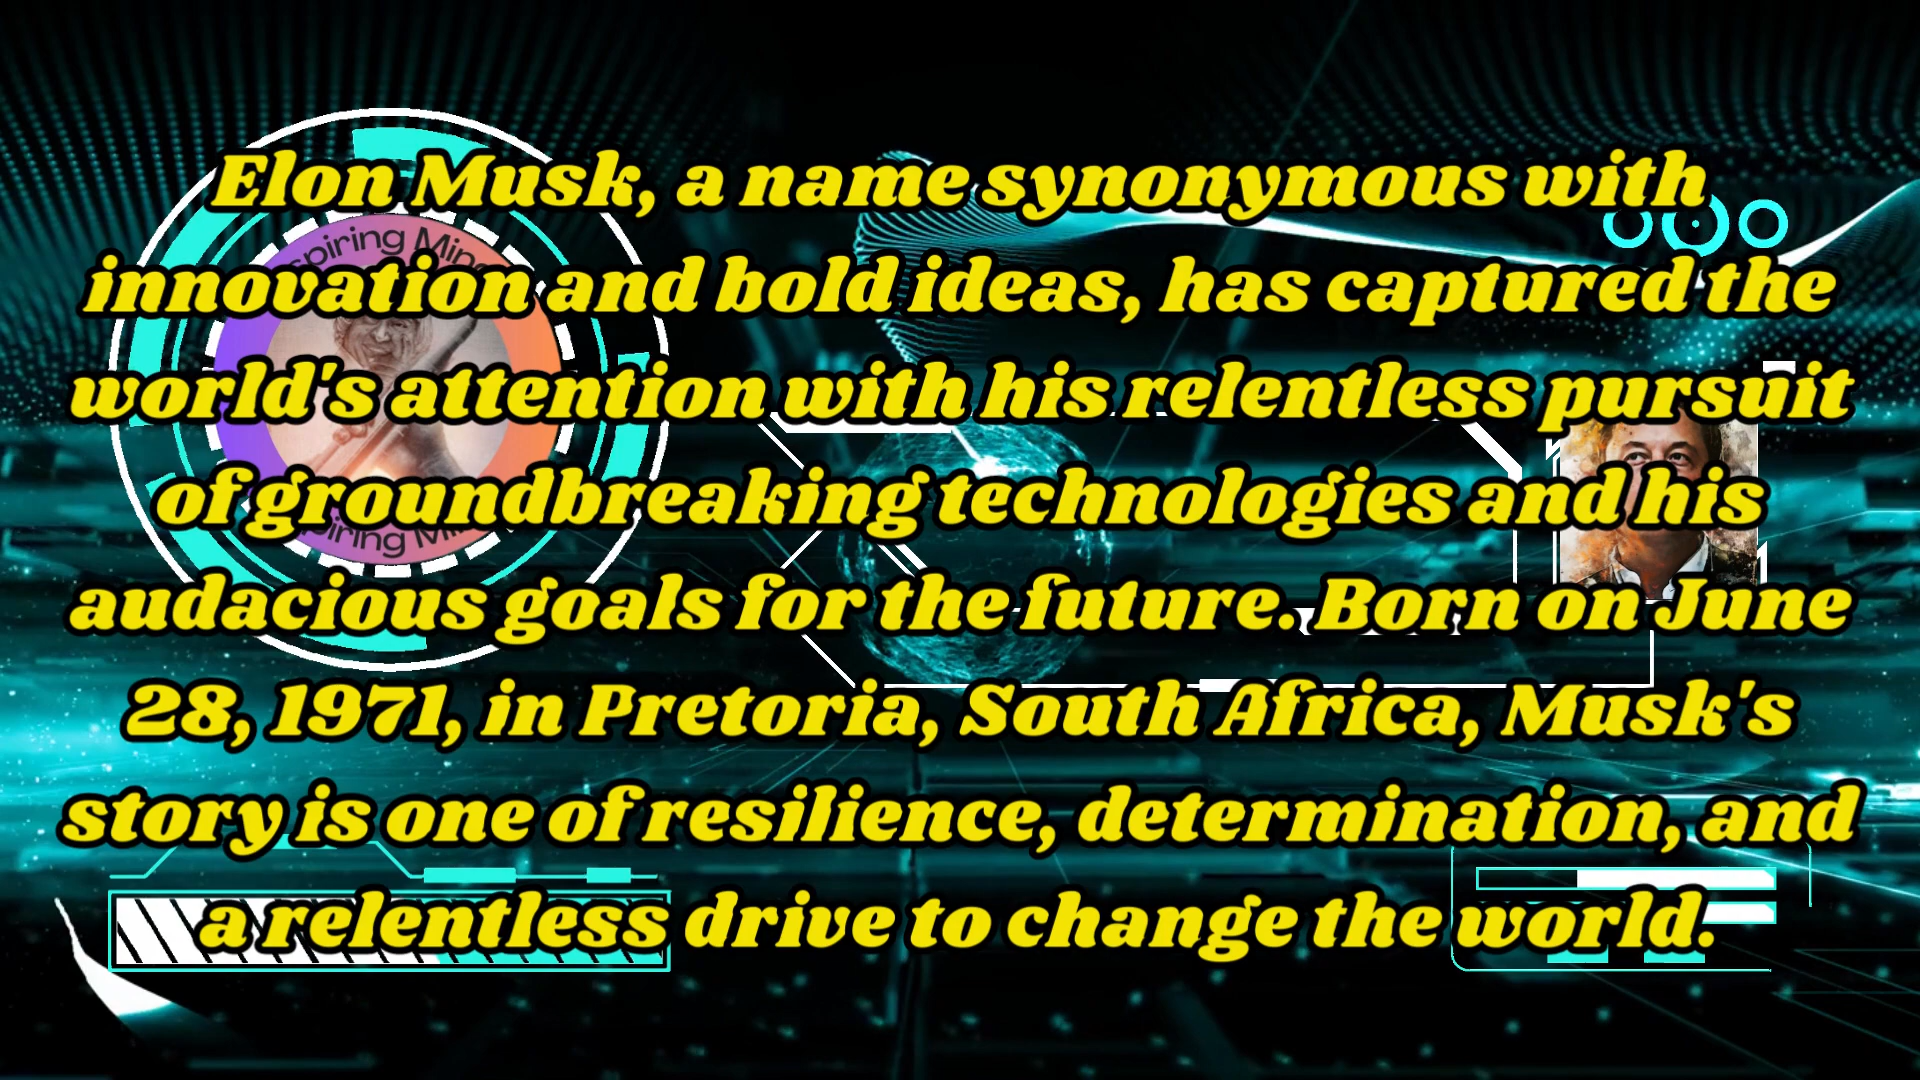 Elon Musk, a name synonymous with
innovation and bold ideas, has captured the
world's attention with his relentless pursuit
of groundbreaking technologies and his
audacious goals for the future. Born on June
28, 1971, in Pretoria, South Africa, Musk's
story is one of resilience, determination, and
a relentless drive to change the world.